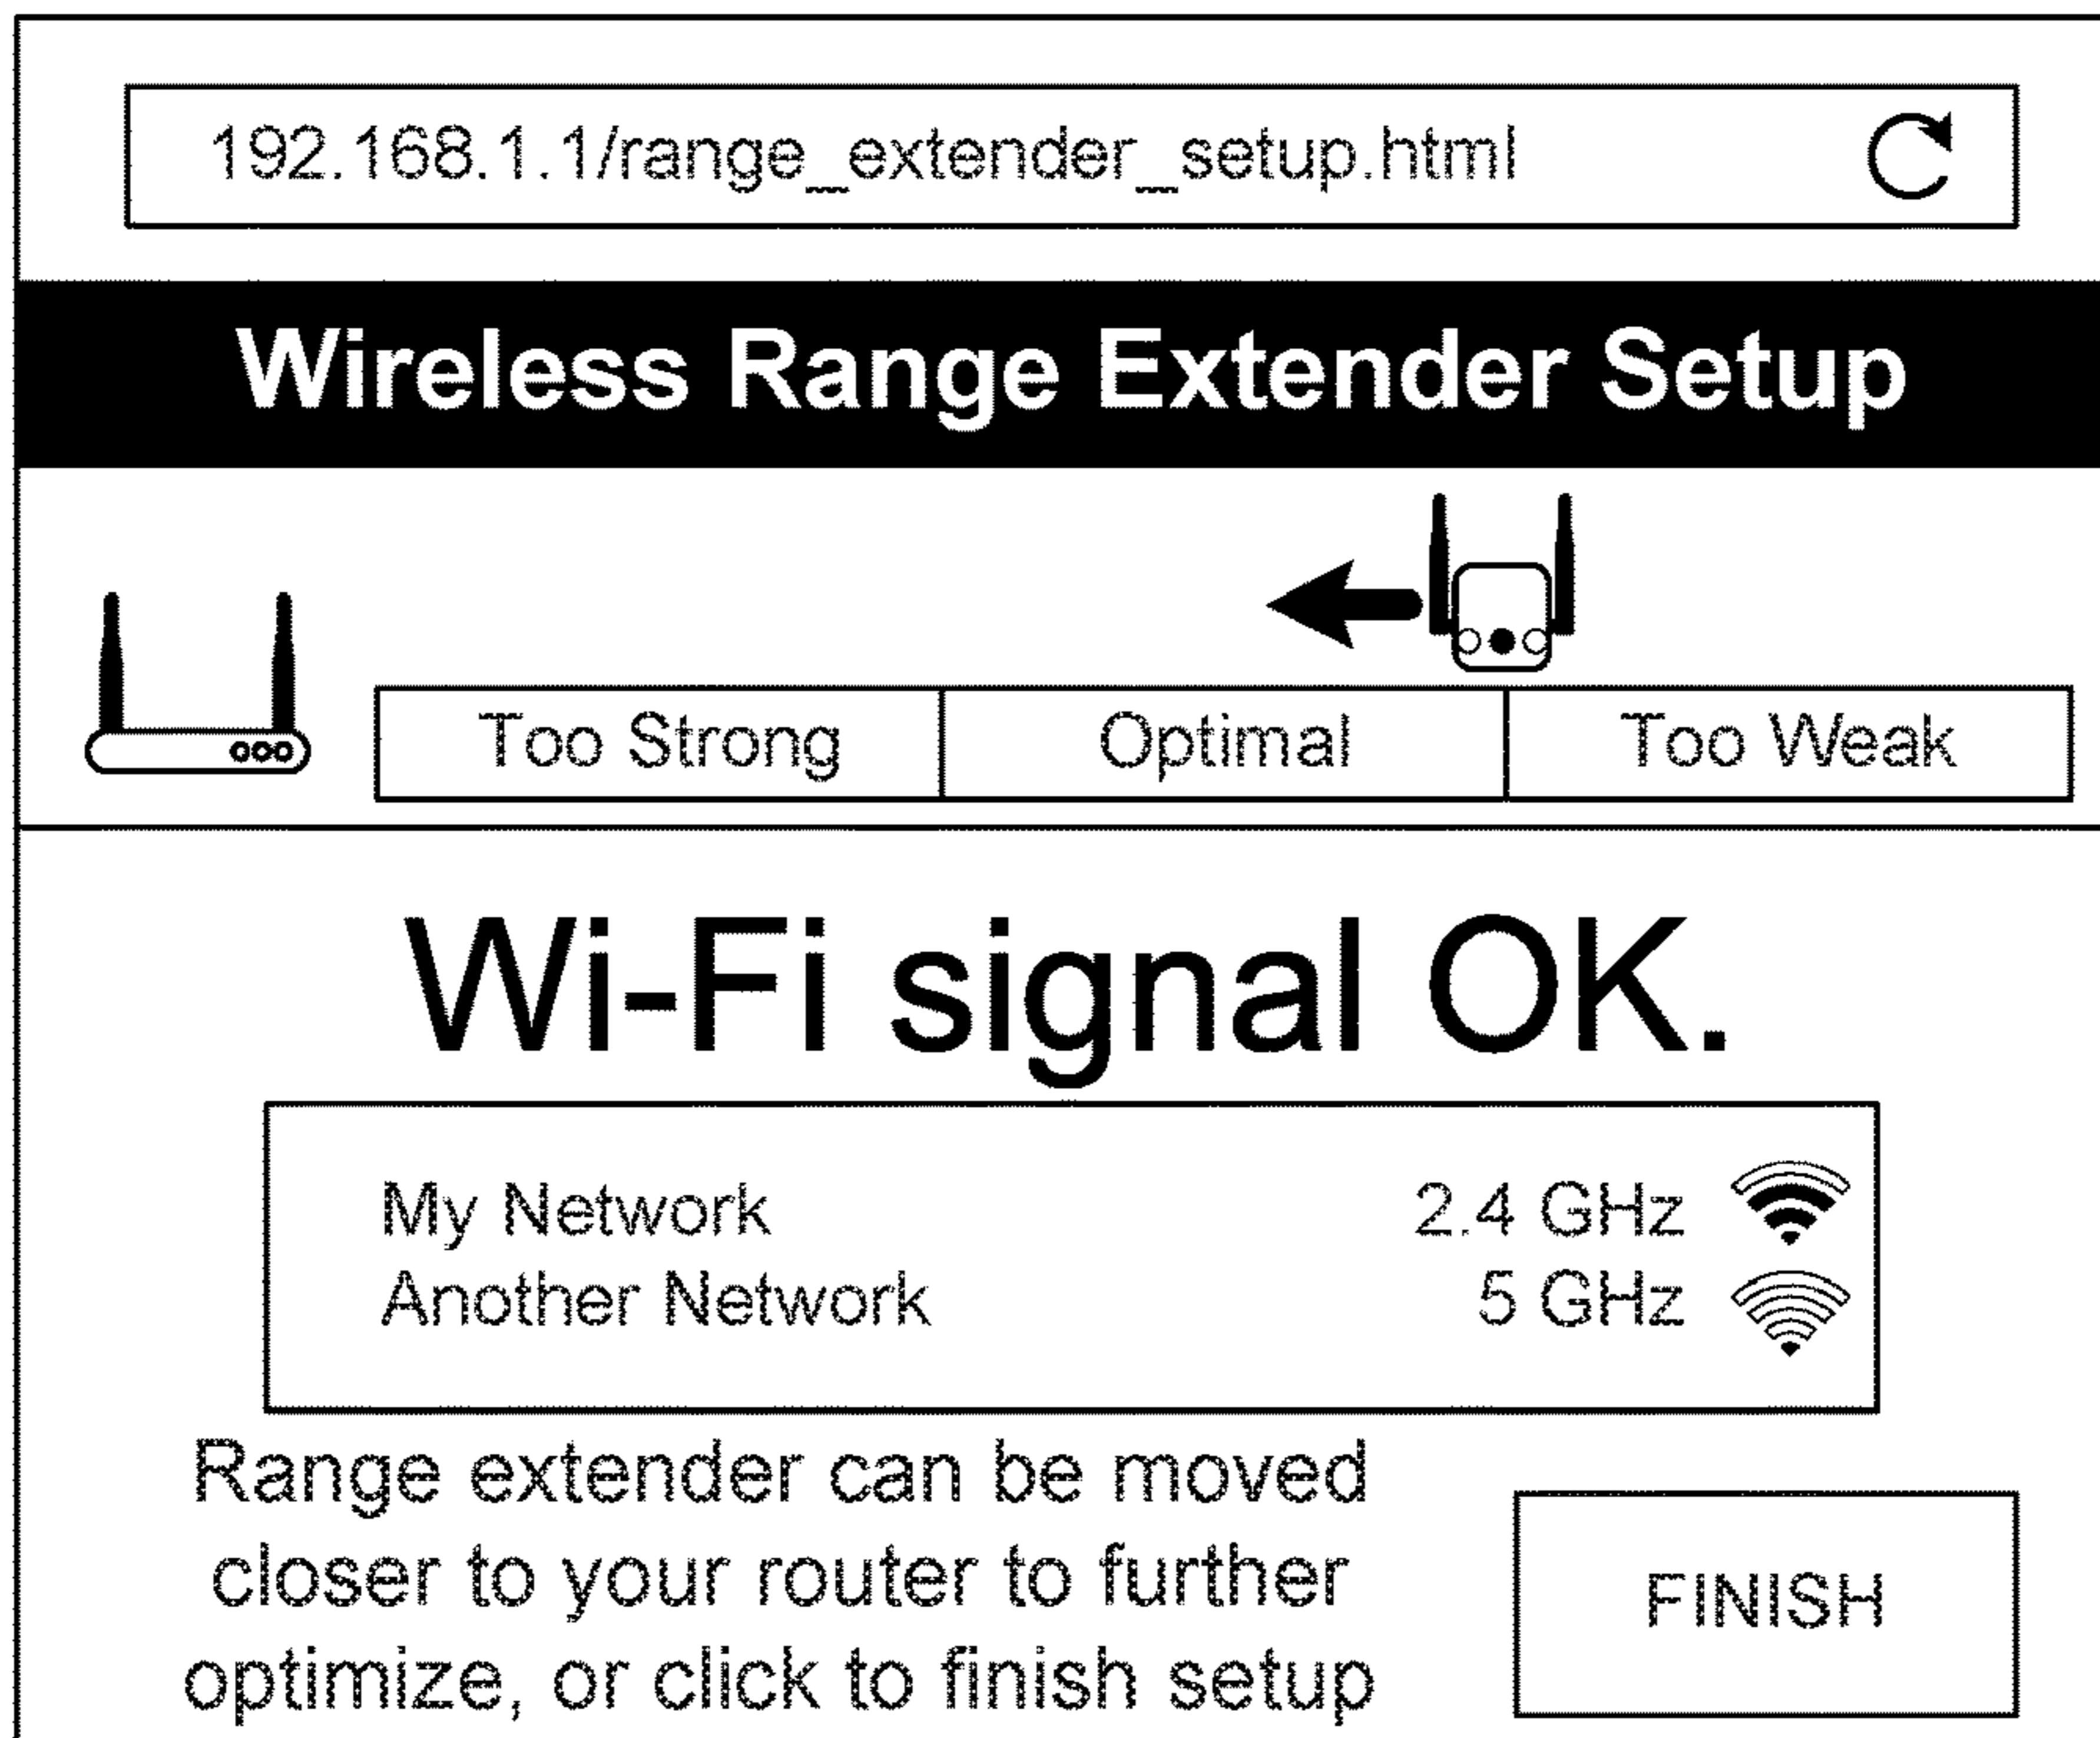 192.168.1.1/range_extender_setup.html
Wireless Range Extender Setup
Too Strong Optimal Too Weak
Wi-Fi signal OK.
My Network 2.4 GHz
Another Network 5 GHz
Range extender can be moved
closer to your router to further
optimize, or click to finish setup
FINISH